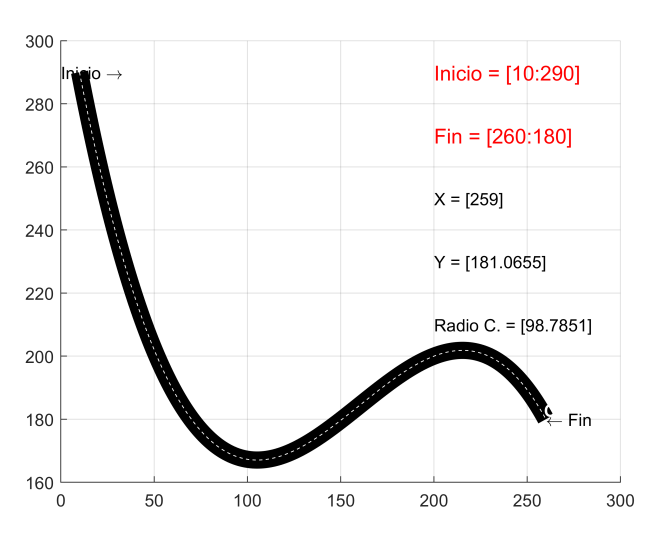 300
280
260
240
220
200
180
160
0
50
100
150
200
250
300
Inicio →
Inicio = [10:290]
Fin = [260:180]
X = [259]
Y = [181.0655]
Radio C. = [98.7851]
← Fin